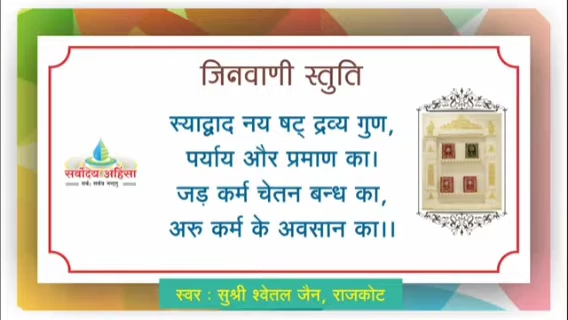 जिनवाणी स्तुति
स्याद्वाद नय षट् द्रव्य गुण,
पर्याय और प्रमाण का।
जड़ कर्म चेतन बन्ध का,
अरु कर्म के अवसान का।।
सर्वोदय अहिंसा
स्वर : सुश्री श्वेतल जैन, राजकोट